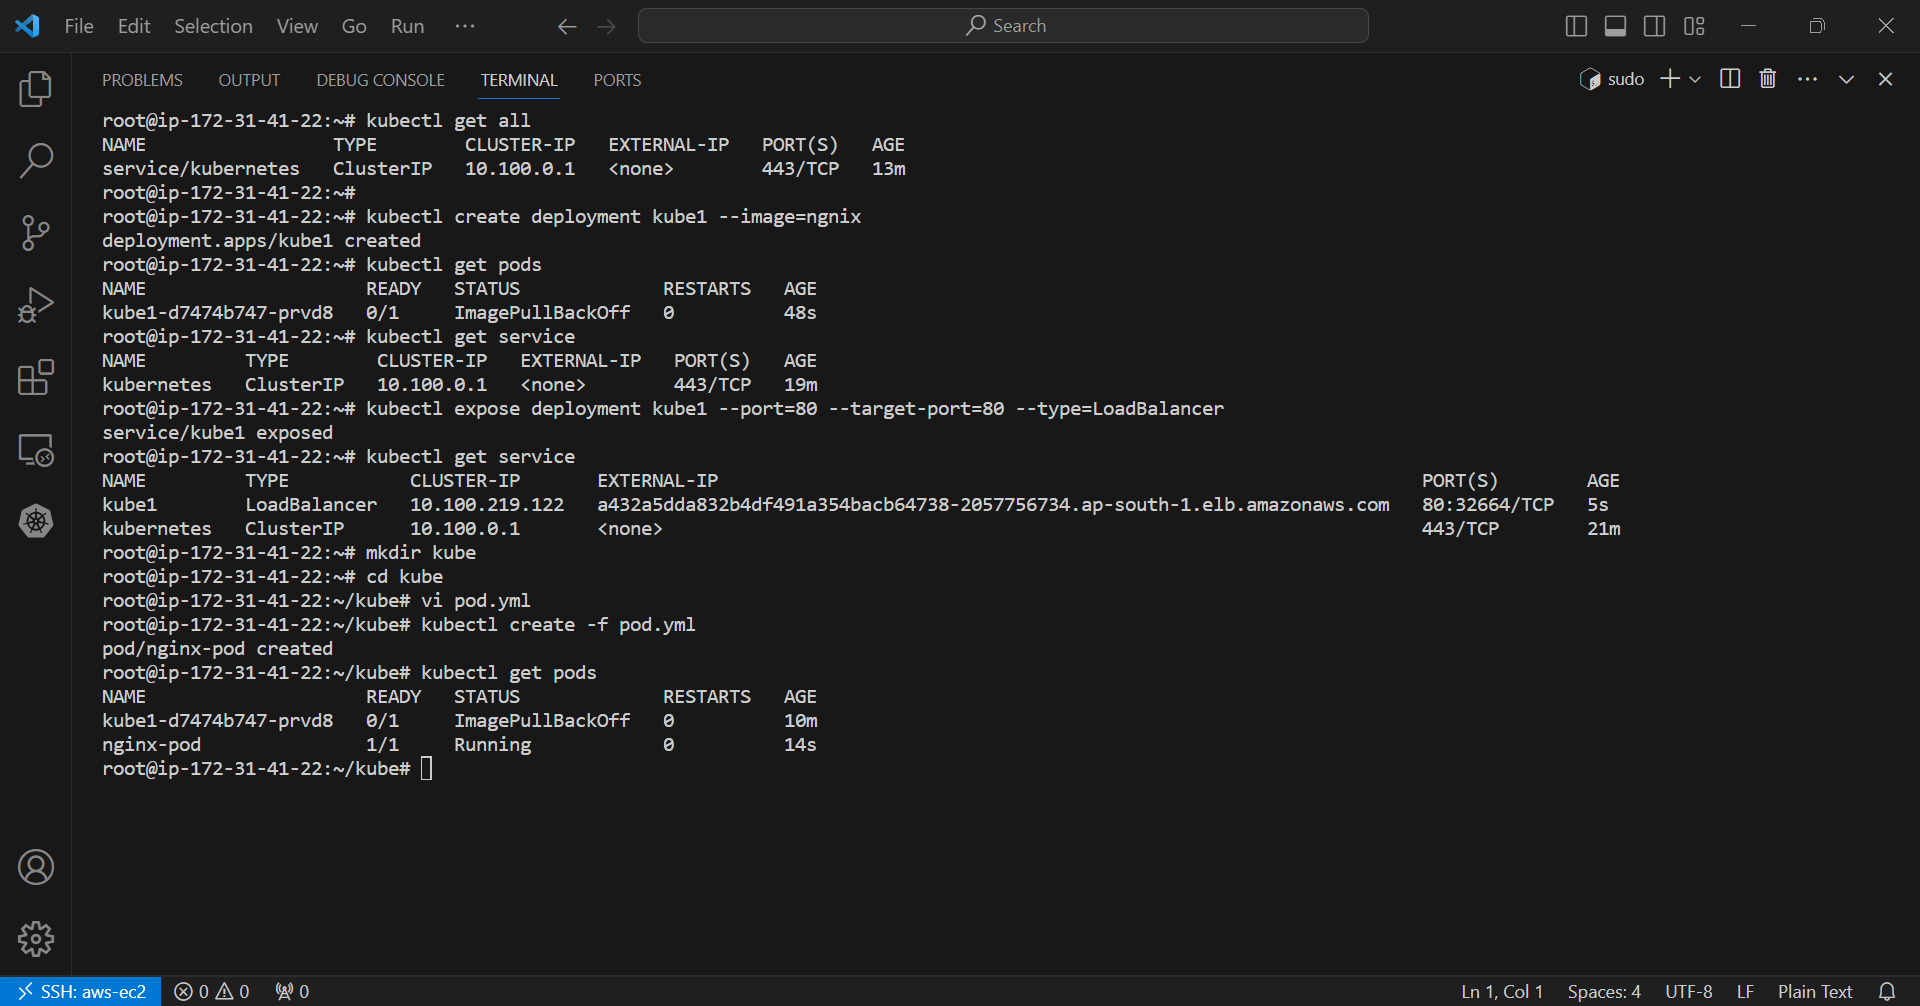 File Edit Selection View Go Run ··· Search
PROBLEMS OUTPUT DEBUG CONSOLE TERMINAL PORTS sudo
root@ip-172-31-41-22:~# kubectl get all
NAME TYPE CLUSTER-IP EXTERNAL-IP PORT(S) AGE
service/kubernetes ClusterIP 10.100.0.1 <none> 443/TCP 13m
root@ip-172-31-41-22:~#
root@ip-172-31-41-22:~# kubectl create deployment kube1 --image=ngnix
deployment.apps/kube1 created
root@ip-172-31-41-22:~# kubectl get pods
NAME READY STATUS RESTARTS AGE
kube1-d7474b747-prvd8 0/1 ImagePullBackOff 0 48s
root@ip-172-31-41-22:~# kubectl get service
NAME TYPE CLUSTER-IP EXTERNAL-IP PORT(S) AGE
kubernetes ClusterIP 10.100.0.1 <none> 443/TCP 19m
root@ip-172-31-41-22:~# kubectl expose deployment kube1 --port=80 --target-port=80 --type=LoadBalancer
service/kube1 exposed
root@ip-172-31-41-22:~# kubectl get service
NAME TYPE CLUSTER-IP EXTERNAL-IP PORT(S) AGE
kube1 LoadBalancer 10.100.219.122 a432a5dda832b4df491a354bacb64738-2057756734.ap-south-1.elb.amazonaws.com 80:32664/TCP 5s
kubernetes ClusterIP 10.100.0.1 <none> 443/TCP 21m
root@ip-172-31-41-22:~# mkdir kube
root@ip-172-31-41-22:~# cd kube
root@ip-172-31-41-22:~/kube# vi pod.yml
root@ip-172-31-41-22:~/kube# kubectl create -f pod.yml
pod/nginx-pod created
root@ip-172-31-41-22:~/kube# kubectl get pods
NAME READY STATUS RESTARTS AGE
kube1-d7474b747-prvd8 0/1 ImagePullBackOff 0 10m
nginx-pod 1/1 Running 0 14s
root@ip-172-31-41-22:~/kube#
SSH: aws-ec2 0 0 0 Ln 1, Col 1 Spaces: 4 UTF-8 LF Plain Text